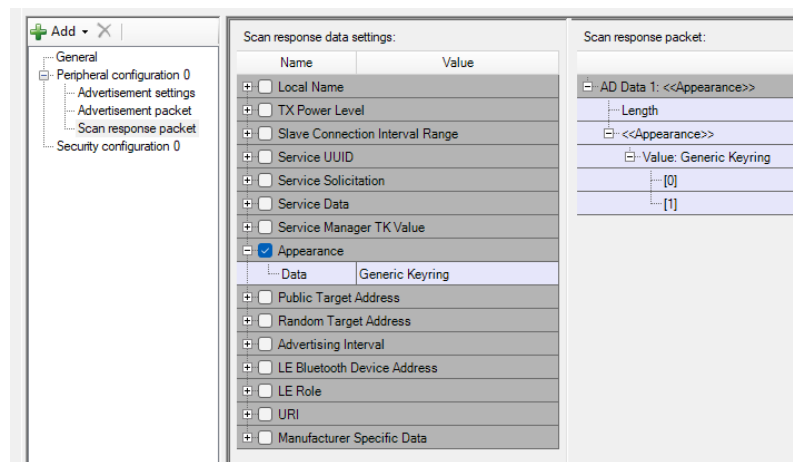 Add
General
Peripheral configuration 0
Advertisement settings
Advertisement packet
Scan response packet
Security configuration 0
Scan response data settings:
Name Value
Local Name
TX Power Level
Slave Connection Interval Range
Service UUID
Service Solicitation
Service Data
Service Manager TK Value
Appearance
Data Generic Keyring
Public Target Address
Random Target Address
Advertising Interval
LE Bluetooth Device Address
LE Role
URI
Manufacturer Specific Data
Scan response packet:
AD Data 1: <<Appearance>>
Length
<<Appearance>>
Value: Generic Keyring
[0]
[1]